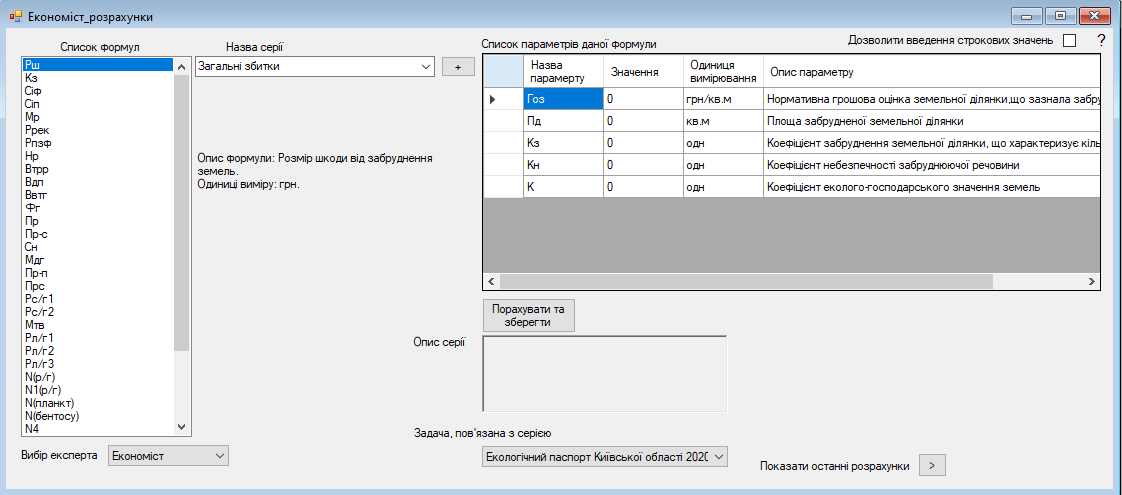 Економіст_розрахунки
Список формул
Назва серії
Список параметрів даної формули
Дозволити введення строкових значень
?
Рш
Кз
Сіф
Сіп
Мр
Ррек
Рпзф
Нр
Втрр
Вдп
Ввтг
Фг
Пр
Пр-с
Сн
Мдг
Пр-п
Прс
Рс/г1
Рс/г2
Мтв
Рл/г1
Рл/г2
Рл/г3
N(р/г)
N1(р/г)
N(планкт)
N(бентосу)
N4
Загальні збитки
+
Опис формули: Розмір шкоди від забруднення
земель.
Одиниці виміру: грн.
Назва параметру Значення Одиниця вимірювання Опис параметру
Гоз 0 грн/кв.м Нормативна грошова оцінка земельної ділянки,що зазнала забру
Пд 0 кв.м Площа забрудненої земельної ділянки
Кз 0 одн Коефіцієнт забруднення земельної ділянки, що характеризує кіль
Кн 0 одн Коефіцієнт небезпечності забруднюючої речовини
К 0 одн Коефіцієнт еколого-господарського значення земель
Порахувати та
зберегти
Опис серії
Задача, пов'язана з серією
Вибір експерта
Економіст
Екологічний паспорт Київської області 2020
Показати останні розрахунки
>